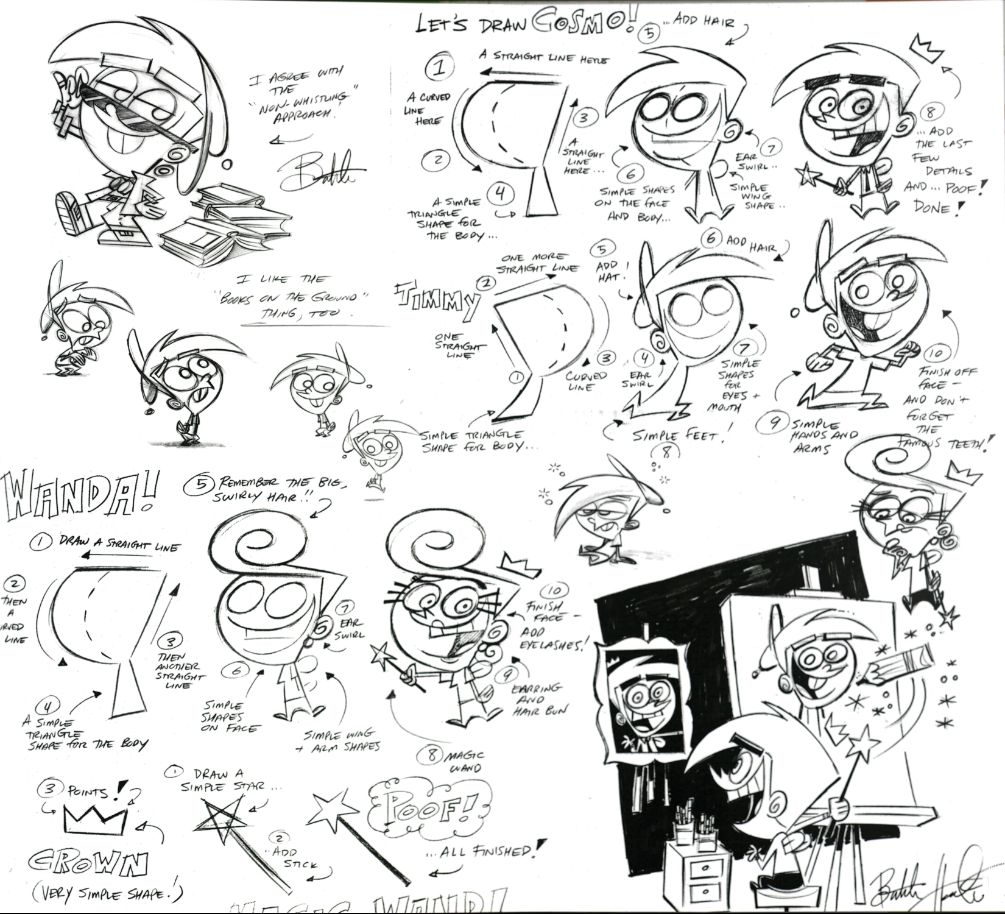 I AGREE WITH
THE
"NON-WHISTLING"
APPROACH.
I LIKE THE
"BOOKS ON THE GROUND"
THING, TOO.
LET'S DRAW COSMO!
1
A STRAIGHT LINE HERE
A CURVED
LINE
HERE
2
3
A
STRAIGHT
LINE
HERE...
4
A SIMPLE
TRIANGLE
SHAPE FOR
THE BODY...
5 ...ADD HAIR
6
SIMPLE SHAPES
ON THE FACE
AND BODY...
7
EAR
SWIRL..
SIMPLE
WING
SHAPE..
8
...ADD
THE LAST
FEW
DETAILS
AND... POOF!
DONE!
TIMMY
ONE
STRAIGHT
LINE
1
ONE MORE
STRAIGHT LINE
2
3
CURVED
LINE
SIMPLE TRIANGLE
SHAPE FOR BODY...
5
ADD
HAT!
6 ADD HAIR
4
EAR
SWIRL
7
SIMPLE
SHAPES
FOR
EYES +
MOUTH
SIMPLE FEET!
8
9 SIMPLE
HANDS AND
ARMS
10
FINISH OFF
FACE —
AND DON'T
FORGET
THE
FAMOUS TEETH!
WANDA!
1 DRAW A STRAIGHT LINE
2
THEN
A
RVED
LINE
3
THEN
ANOTHER
STRAIGHT
LINE
4
A SIMPLE
TRIANGLE
SHAPE FOR THE BODY
5 REMEMBER THE BIG,
SWIRLY HAIR!!
6
SIMPLE
SHAPES
ON FACE
7
EAR
SWIRL
SIMPLE WING
+ ARM SHAPES
8 MAGIC
WAND
9
EARRING
AND
HAIR BUN
10
FINISH
FACE —
ADD
EYELASHES!
3 POINTS!
CROWN
(VERY SIMPLE SHAPE!)
1 DRAW A
SIMPLE STAR...
2
..ADD
STICK
POOF!
...ALL FINISHED!
MAGIC WAND!